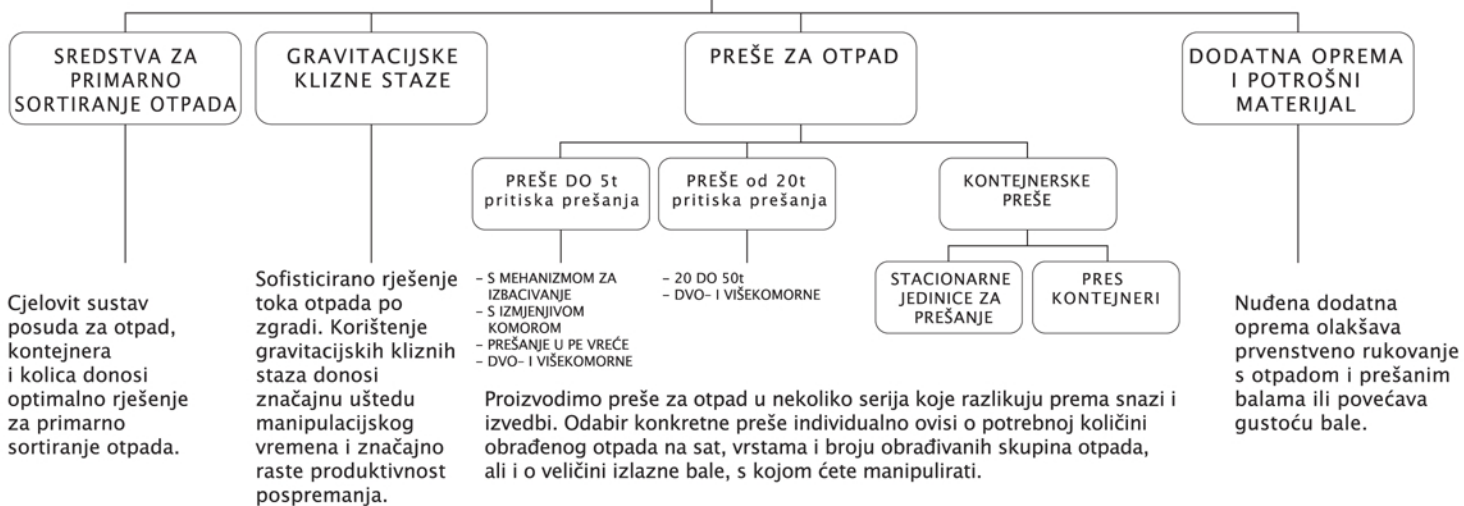 SREDSTVA ZA
PRIMARNO
SORTIRANJE OTPADA
GRAVITACIJSKE
KLIZNE STAZE
PREŠE ZA OTPAD
DODATNA OPREMA
I POTROŠNI
MATERIJAL
PREŠE DO 5t
pritiska prešanja
PREŠE od 20t
pritiska prešanja
KONTEJNERSKE
PREŠE
– S MEHANIZMOM ZA
IZBACIVANJE
– S IZMJENJIVOM
KOMOROM
– PREŠANJE U PE VREĆE
– DVO– I VIŠEKOMORNE
– 20 DO 50t
– DVO– I VIŠEKOMORNE
STACIONARNE
JEDINICE ZA
PREŠANJE
PRES
KONTEJNERI
Cjelovit sustav
posuda za otpad,
kontejnera
i kolica donosi
optimalno rješenje
za primarno
sortiranje otpada.
Sofisticirano rješenje
toka otpada po
zgradi. Korištenje
gravitacijskih kliznih
staza donosi
značajnu uštedu
manipulacijskog
vremena i značajno
raste produktivnost
pospremanja.
Proizvodimo preše za otpad u nekoliko serija koje razlikuju prema snazi i
izvedbi. Odabir konkretne preše individualno ovisi o potrebnoj količini
obrađenog otpada na sat, vrstama i broju obrađivanih skupina otpada,
ali i o veličini izlazne bale, s kojom ćete manipulirati.
Nuđena dodatna
oprema olakšava
prvenstveno rukovanje
s otpadom i prešanim
balama ili povećava
gustoću bale.